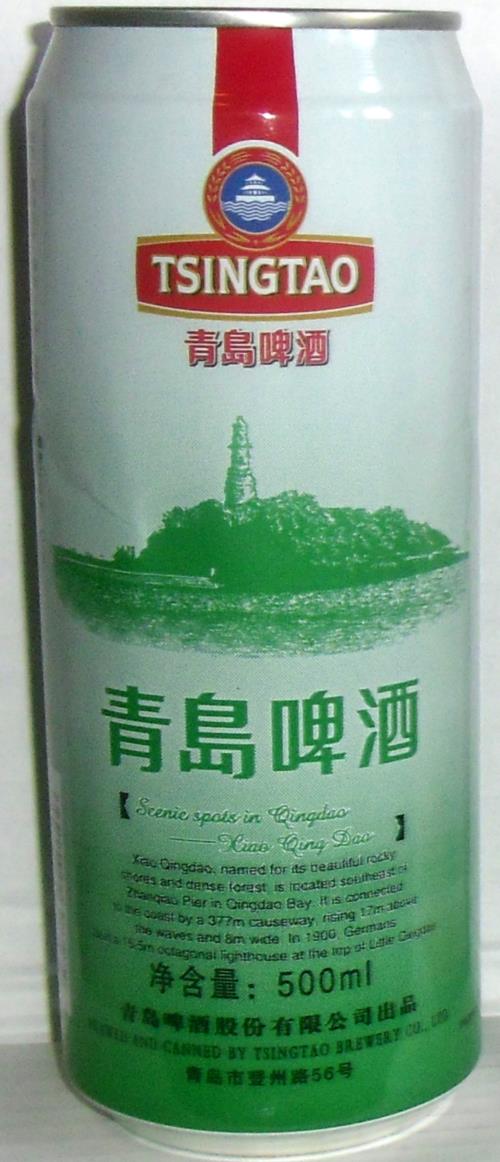 TSINGTAO
青島啤酒
青島啤酒
【Scenic spots in Qingdao
——Xiao Qing Dao】
Xiao Qingdao, named for its beautiful rocky
shores and dense forest, is located southeast of
Zhanqiao Pier in Qingdao Bay. It is connected
to the coast by a 377m causeway, rising 17m above
the waves and 8m wide. In 1900, Germans
a 15.5m octagonal lighthouse at the top of Little Qingdao
净含量：500ml
青島啤酒股份有限公司出品
BREWED AND CANNED BY TSINGTAO BREWERY CO., LTD.
青島市登州路56号